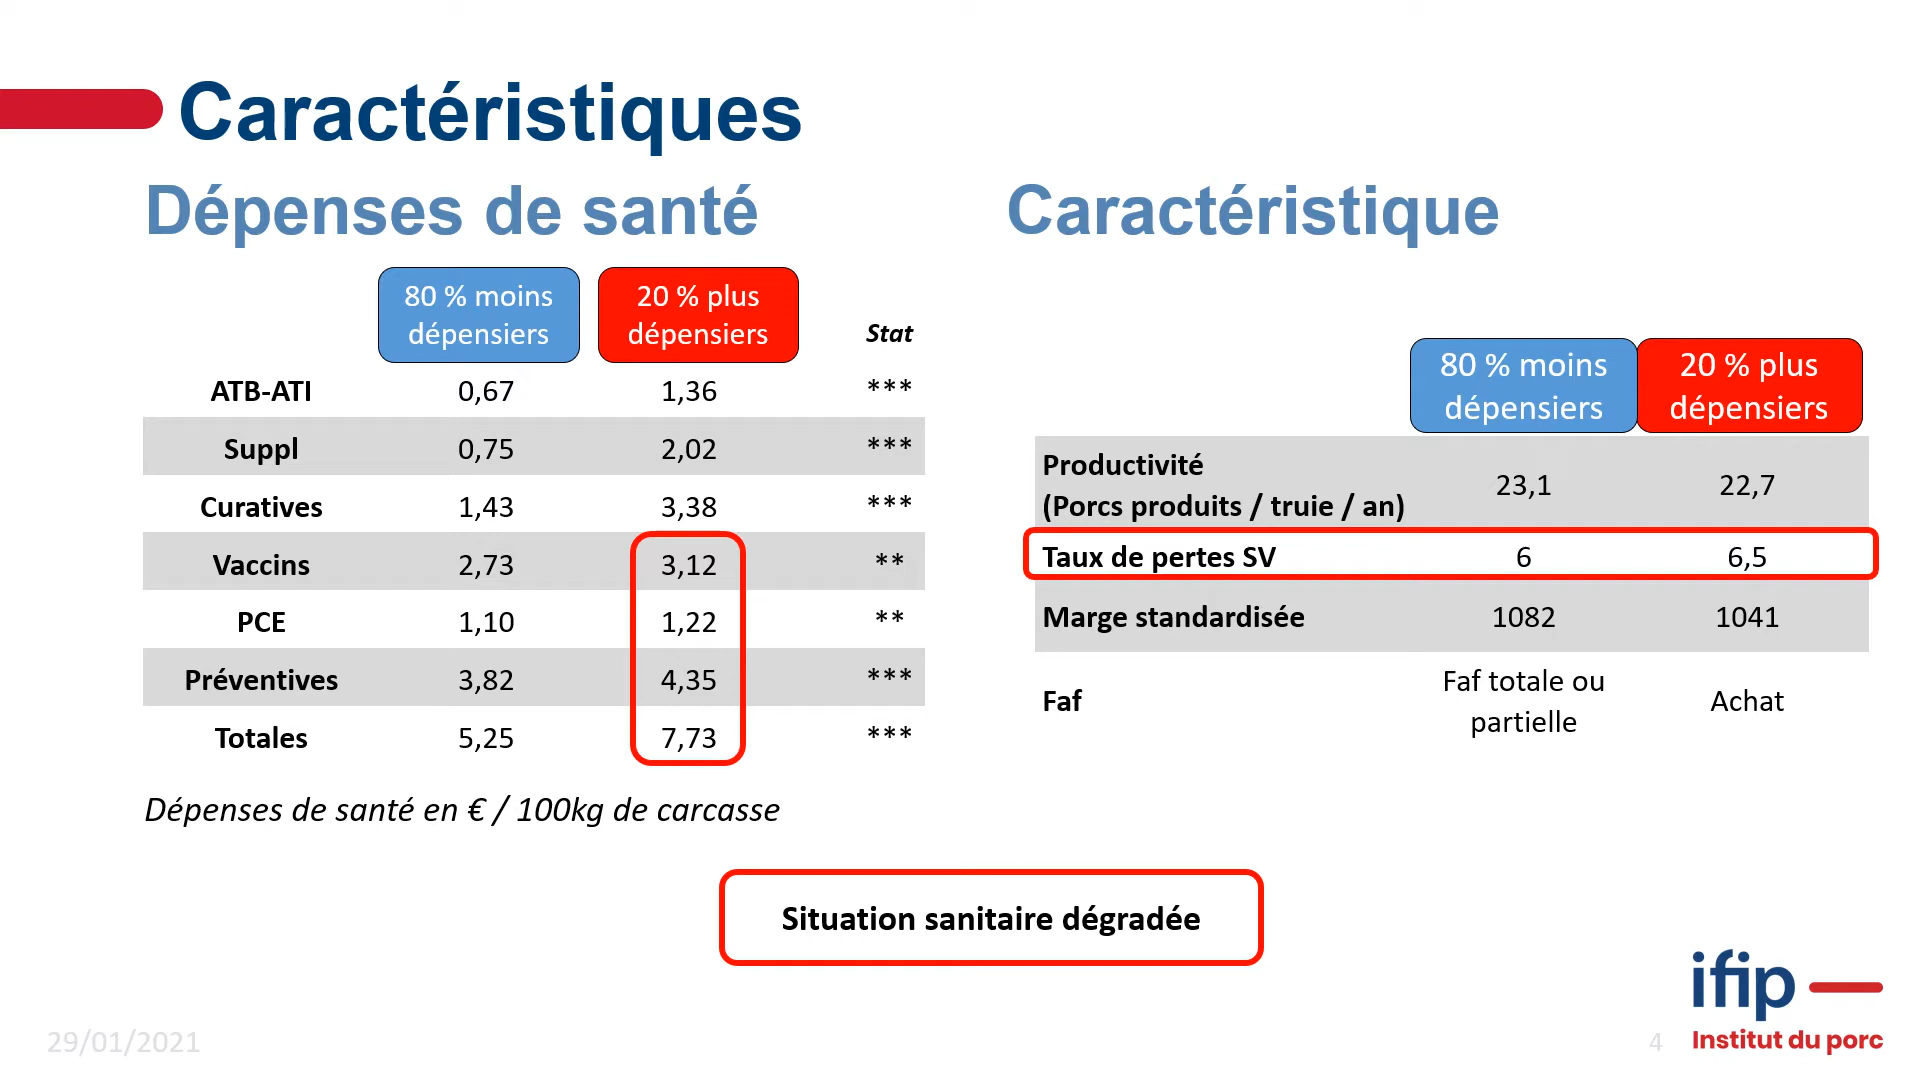 Caractéristiques
Dépenses de santé
80 % moins
dépensiers
20 % plus
dépensiers
Stat
ATB-ATI 0,67 1,36 ***
Suppl 0,75 2,02 ***
Curatives 1,43 3,38 ***
Vaccins 2,73 3,12 **
PCE 1,10 1,22 **
Préventives 3,82 4,35 ***
Totales 5,25 7,73 ***
Dépenses de santé en € / 100kg de carcasse
Caractéristique
80 % moins
dépensiers
20 % plus
dépensiers
Productivité
(Porcs produits / truie / an) 23,1 22,7
Taux de pertes SV 6 6,5
Marge standardisée 1082 1041
Faf
Faf totale ou
partielle
Achat
Situation sanitaire dégradée
29/01/2021
4
ifip
Institut du porc